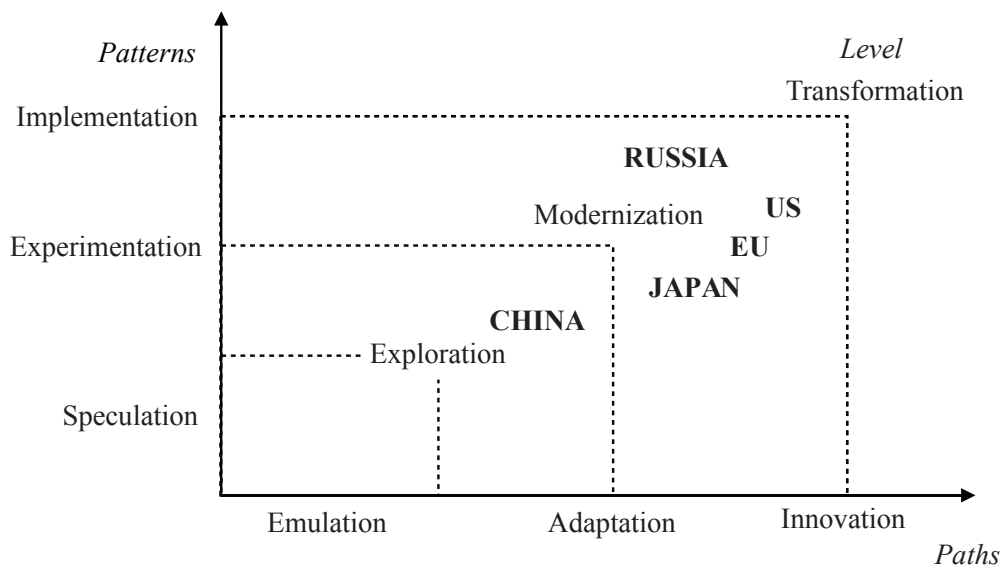 Patterns
Level
Transformation
Implementation
RUSSIA
Modernization
US
Experimentation
EU
JAPAN
CHINA
Exploration
Speculation
Emulation
Adaptation
Innovation
Paths